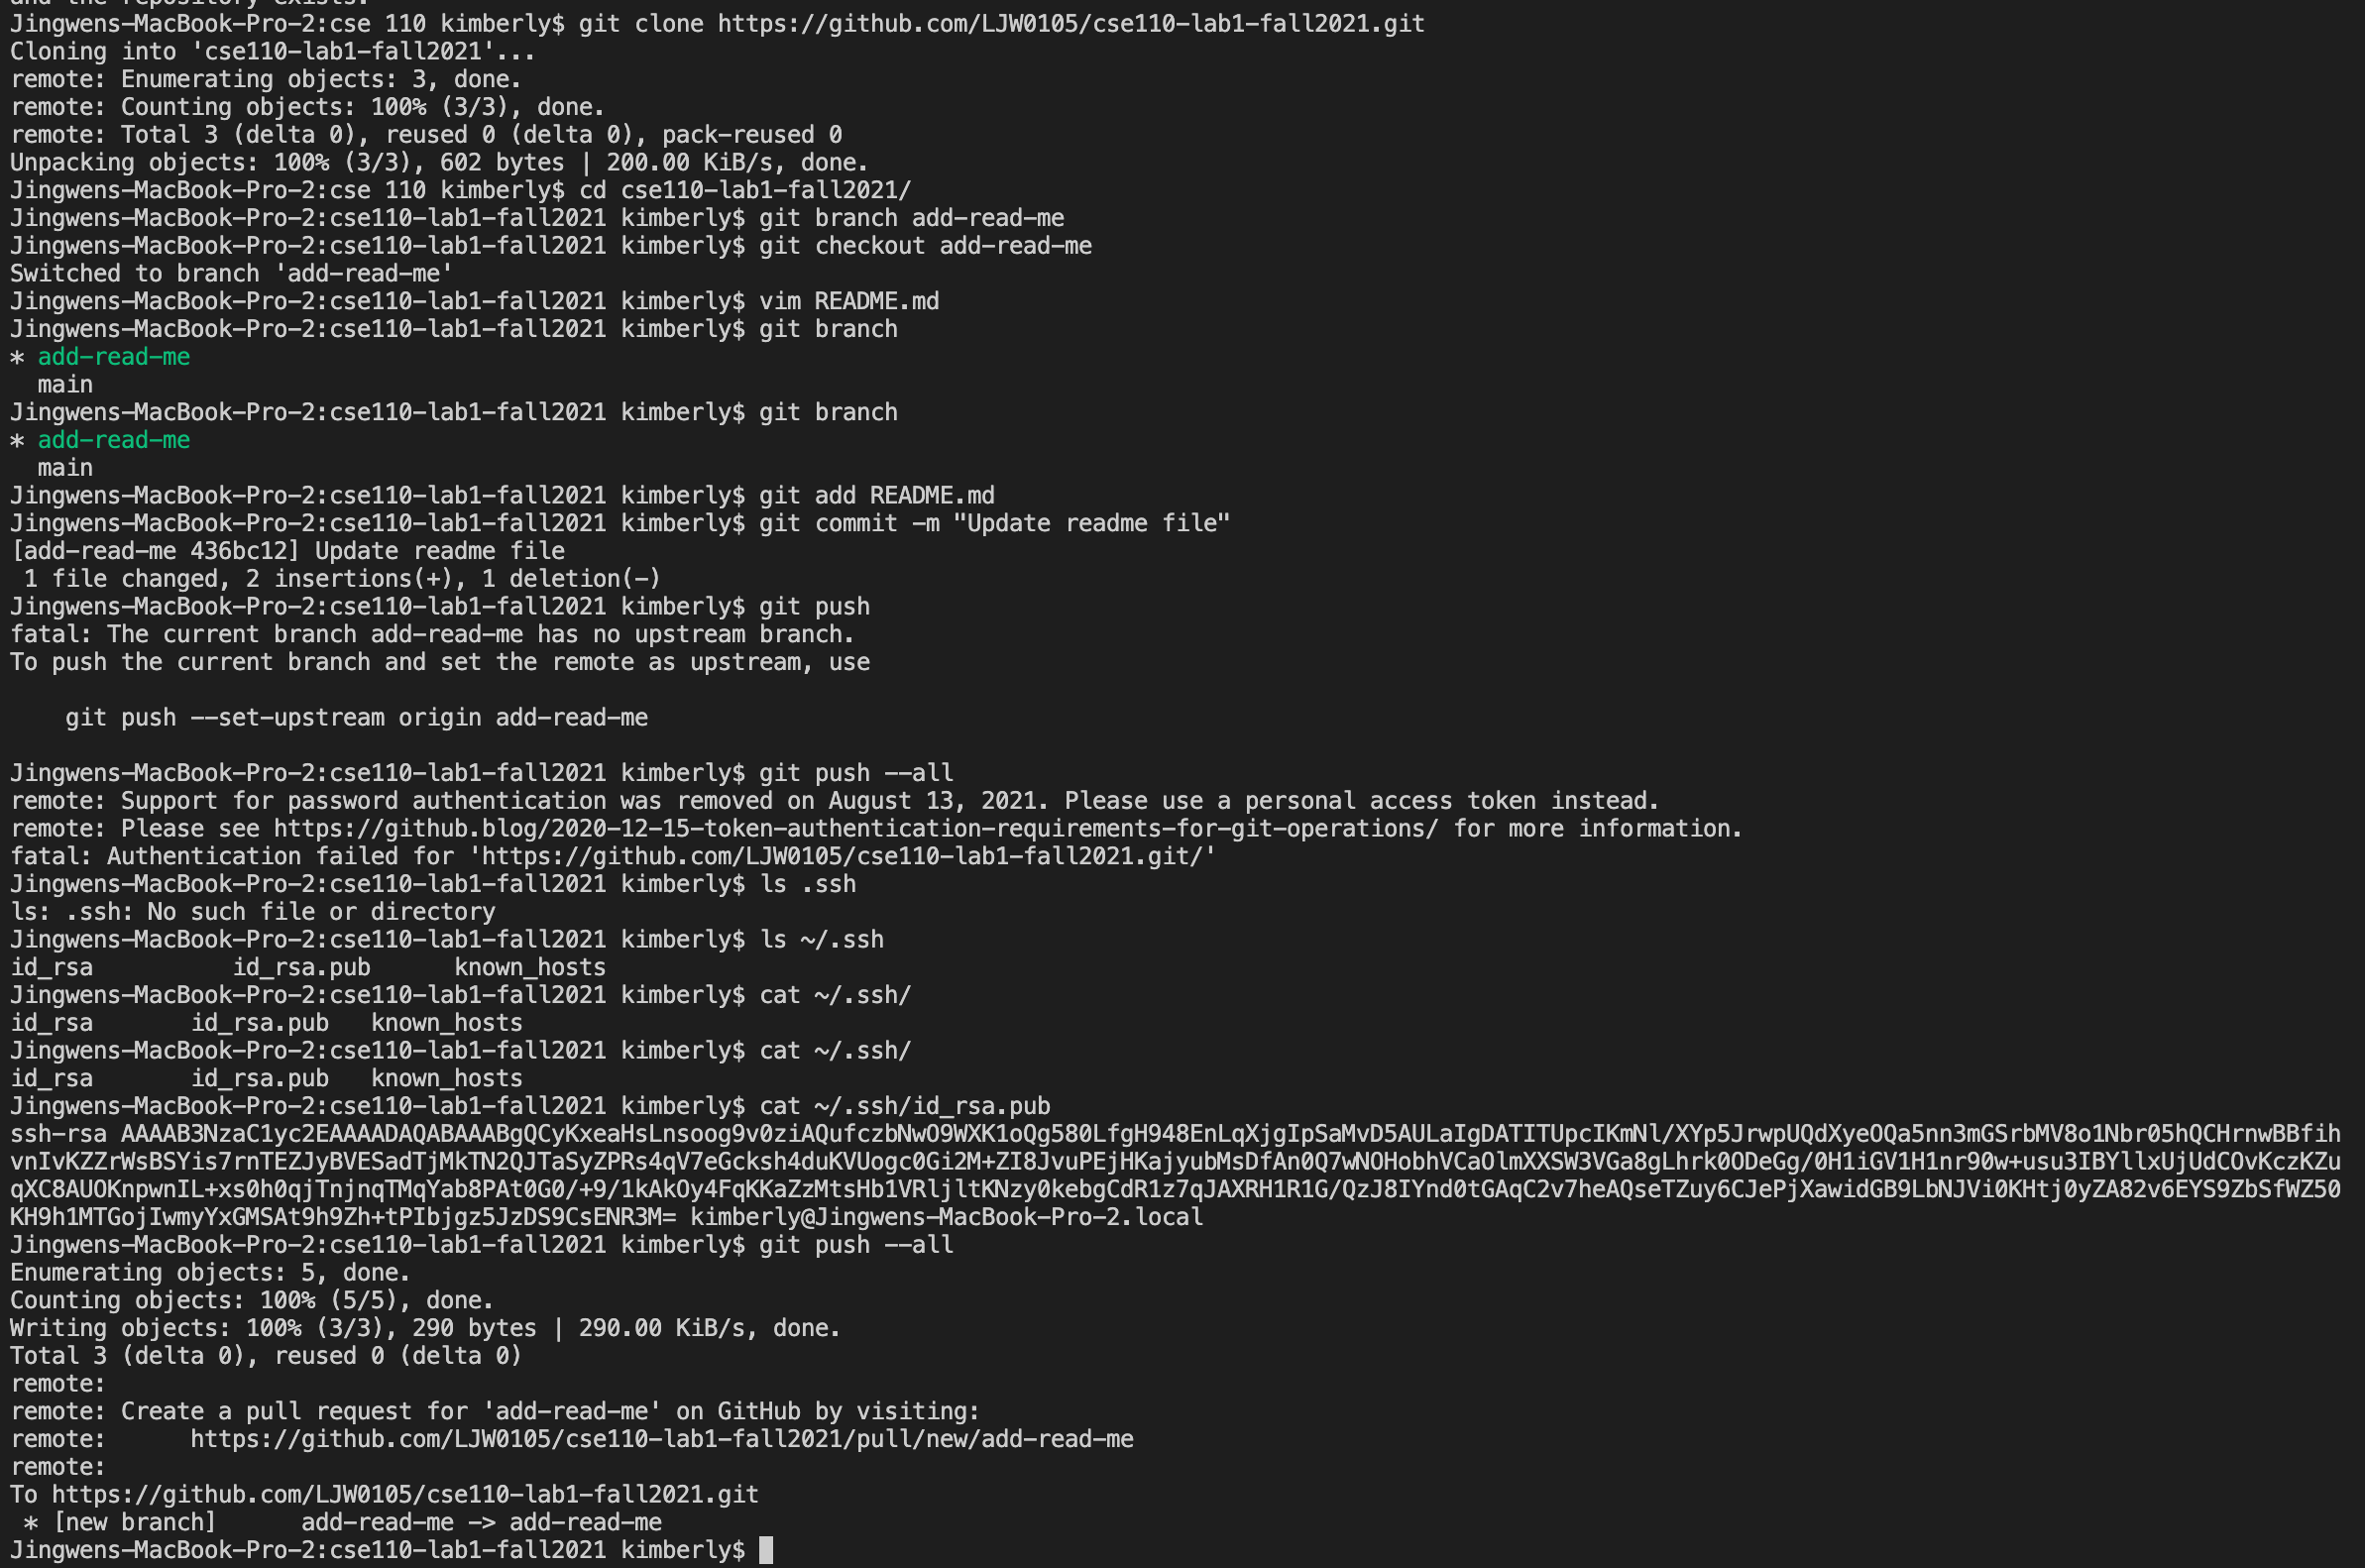 and the repository exists.
Jingwens-MacBook-Pro-2:cse 110 kimberly$ git clone https://github.com/LJW0105/cse110-lab1-fall2021.git
Cloning into 'cse110-lab1-fall2021'...
remote: Enumerating objects: 3, done.
remote: Counting objects: 100% (3/3), done.
remote: Total 3 (delta 0), reused 0 (delta 0), pack-reused 0
Unpacking objects: 100% (3/3), 602 bytes | 200.00 KiB/s, done.
Jingwens-MacBook-Pro-2:cse 110 kimberly$ cd cse110-lab1-fall2021/
Jingwens-MacBook-Pro-2:cse110-lab1-fall2021 kimberly$ git branch add-read-me
Jingwens-MacBook-Pro-2:cse110-lab1-fall2021 kimberly$ git checkout add-read-me
Switched to branch 'add-read-me'
Jingwens-MacBook-Pro-2:cse110-lab1-fall2021 kimberly$ vim README.md
Jingwens-MacBook-Pro-2:cse110-lab1-fall2021 kimberly$ git branch
* add-read-me
  main
Jingwens-MacBook-Pro-2:cse110-lab1-fall2021 kimberly$ git branch
* add-read-me
  main
Jingwens-MacBook-Pro-2:cse110-lab1-fall2021 kimberly$ git add README.md
Jingwens-MacBook-Pro-2:cse110-lab1-fall2021 kimberly$ git commit -m "Update readme file"
[add-read-me 436bc12] Update readme file
 1 file changed, 2 insertions(+), 1 deletion(-)
Jingwens-MacBook-Pro-2:cse110-lab1-fall2021 kimberly$ git push
fatal: The current branch add-read-me has no upstream branch.
To push the current branch and set the remote as upstream, use
    git push --set-upstream origin add-read-me
Jingwens-MacBook-Pro-2:cse110-lab1-fall2021 kimberly$ git push --all
remote: Support for password authentication was removed on August 13, 2021. Please use a personal access token instead.
remote: Please see https://github.blog/2020-12-15-token-authentication-requirements-for-git-operations/ for more information.
fatal: Authentication failed for 'https://github.com/LJW0105/cse110-lab1-fall2021.git/'
Jingwens-MacBook-Pro-2:cse110-lab1-fall2021 kimberly$ ls .ssh
ls: .ssh: No such file or directory
Jingwens-MacBook-Pro-2:cse110-lab1-fall2021 kimberly$ ls ~/.ssh
id_rsa          id_rsa.pub      known_hosts
Jingwens-MacBook-Pro-2:cse110-lab1-fall2021 kimberly$ cat ~/.ssh/
id_rsa       id_rsa.pub   known_hosts
Jingwens-MacBook-Pro-2:cse110-lab1-fall2021 kimberly$ cat ~/.ssh/
id_rsa       id_rsa.pub   known_hosts
Jingwens-MacBook-Pro-2:cse110-lab1-fall2021 kimberly$ cat ~/.ssh/id_rsa.pub
ssh-rsa AAAAB3NzaC1yc2EAAAADAQABAAABgQCyKxeaHsLnsoog9v0ziAQufczbNwO9WXK1oQg580LfgH948EnLqXjgIpSaMvD5AULaIgDATITUpcIKmNl/XYp5JrwpUQdXyeOQa5nn3mGSrbMV8o1Nbr05hQCHrnwBBfih
vnIvKZZrWsBSYis7rnTEZJyBVESadTjMkTN2QJTaSyZPRs4qV7eGcksh4duKVUogc0Gi2M+ZI8JvuPEjHKajyubMsDfAn0Q7wNOHobhVCaOlmXXSW3VGa8gLhrk0ODeGg/0H1iGV1H1nr90w+usu3IBYllxUjUdCOvKczKZu
qXC8AUOKnpwnIL+xs0h0qjTnjnqTMqYab8PAt0G0/+9/1kAkOy4FqKKaZzMtsHb1VRljltKNzy0kebgCdR1z7qJAXRH1R1G/QzJ8IYnd0tGAqC2v7heAQseTZuy6CJePjXawidGB9LbNJVi0KHtj0yZA82v6EYS9ZbSfWZ50
KH9h1MTGojIwmyYxGMSAt9h9Zh+tPIbjgz5JzDS9CsENR3M= kimberly@Jingwens-MacBook-Pro-2.local
Jingwens-MacBook-Pro-2:cse110-lab1-fall2021 kimberly$ git push --all
Enumerating objects: 5, done.
Counting objects: 100% (5/5), done.
Writing objects: 100% (3/3), 290 bytes | 290.00 KiB/s, done.
Total 3 (delta 0), reused 0 (delta 0)
remote:
remote: Create a pull request for 'add-read-me' on GitHub by visiting:
remote:      https://github.com/LJW0105/cse110-lab1-fall2021/pull/new/add-read-me
remote:
To https://github.com/LJW0105/cse110-lab1-fall2021.git
 * [new branch]      add-read-me -> add-read-me
Jingwens-MacBook-Pro-2:cse110-lab1-fall2021 kimberly$